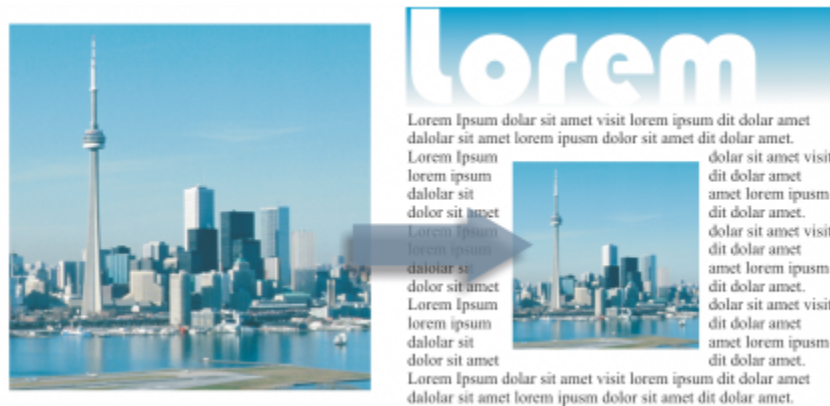 Lorem
Lorem Ipsum dolar sit amet visit lorem ipsum dit dolar amet
dalolar sit amet lorem ipusm dolor sit amet dit dolar amet.
Lorem Ipsum dolar sit amet visit
lorem ipsum dit dolar amet
dalolar sit amet lorem ipusm
dolor sit amet dit dolar amet.
Lorem Ipsum dolar sit amet visit
lorem ipsum dit dolar amet
dalolar sit amet lorem ipusm
dolor sit amet dit dolar amet.
Lorem Ipsum dolar sit amet visit
lorem ipsum dit dolar amet
dalolar sit amet lorem ipusm
dolor sit amet dit dolar amet.
Lorem Ipsum dolar sit amet visit lorem ipsum dit dolar amet
dalolar sit amet lorem ipusm dolor sit amet dit dolar amet.